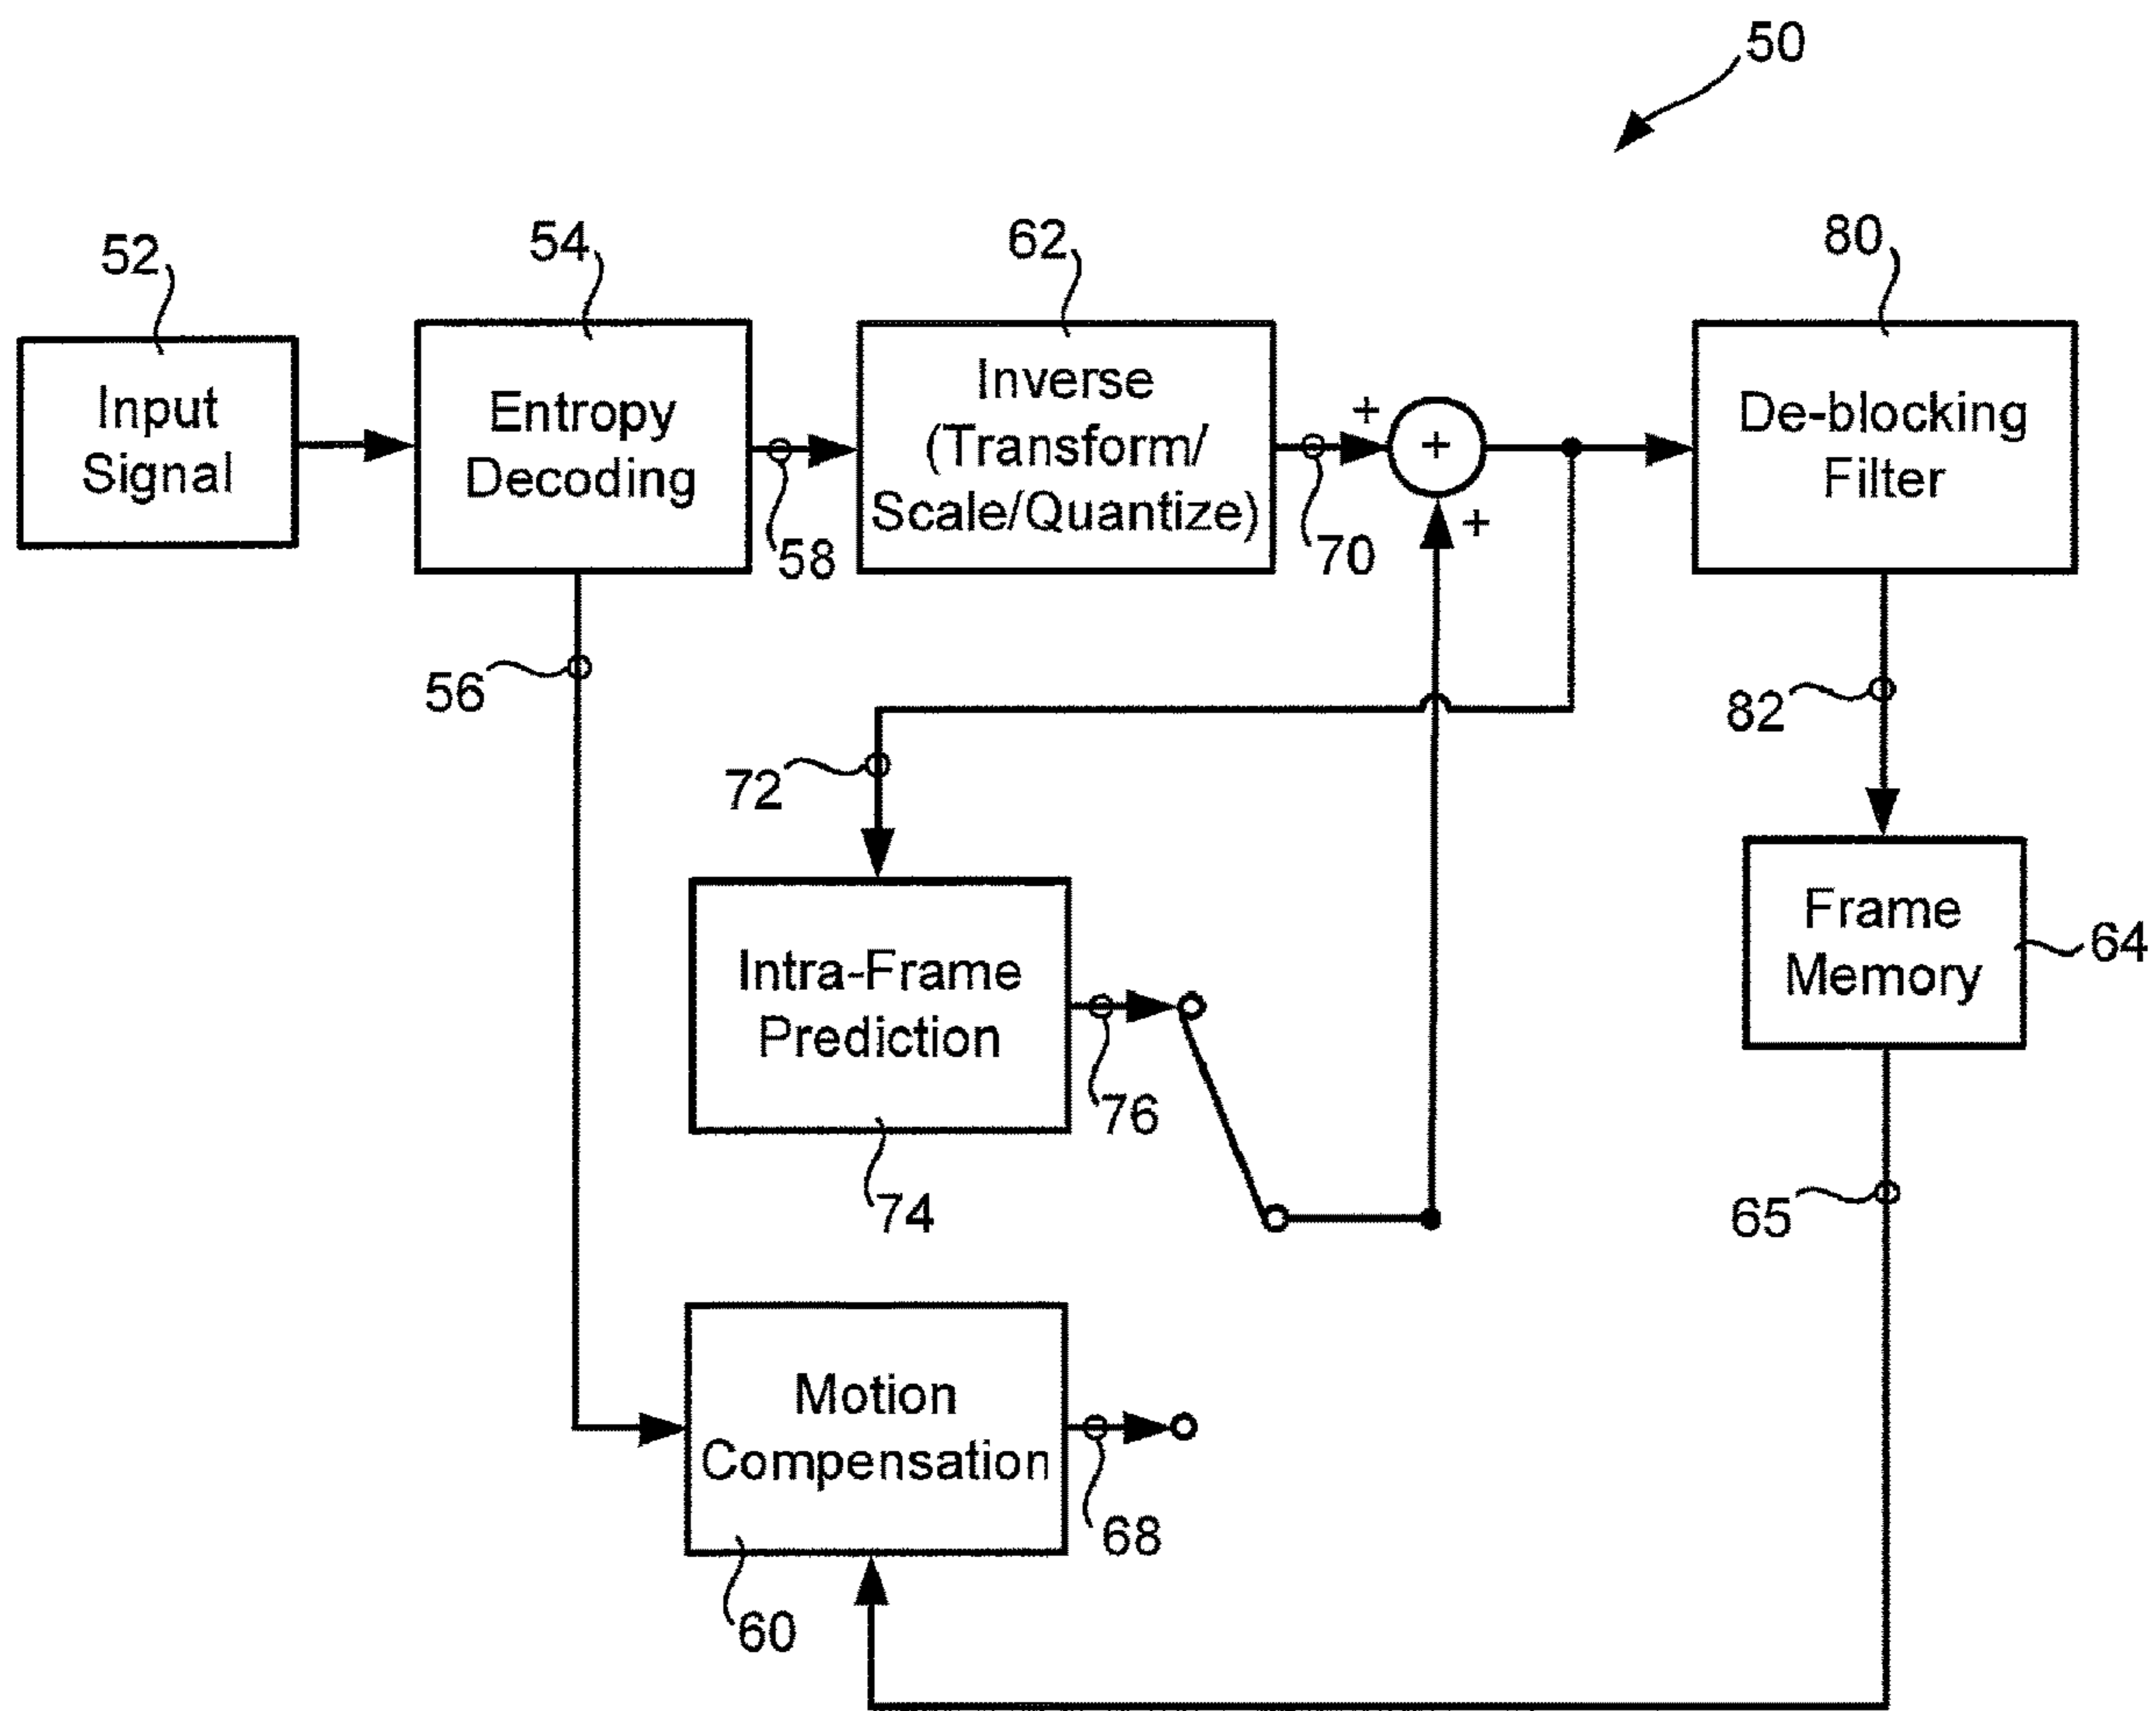 50
52
54
62
80
Input
Signal
Entropy
Decoding
Inverse
(Transform/
Scale/Quantize)
+
+
+
De-blocking
Filter
58
70
56
82
72
Intra-Frame
Prediction
Frame
Memory
64
76
74
65
Motion
Compensation
68
60